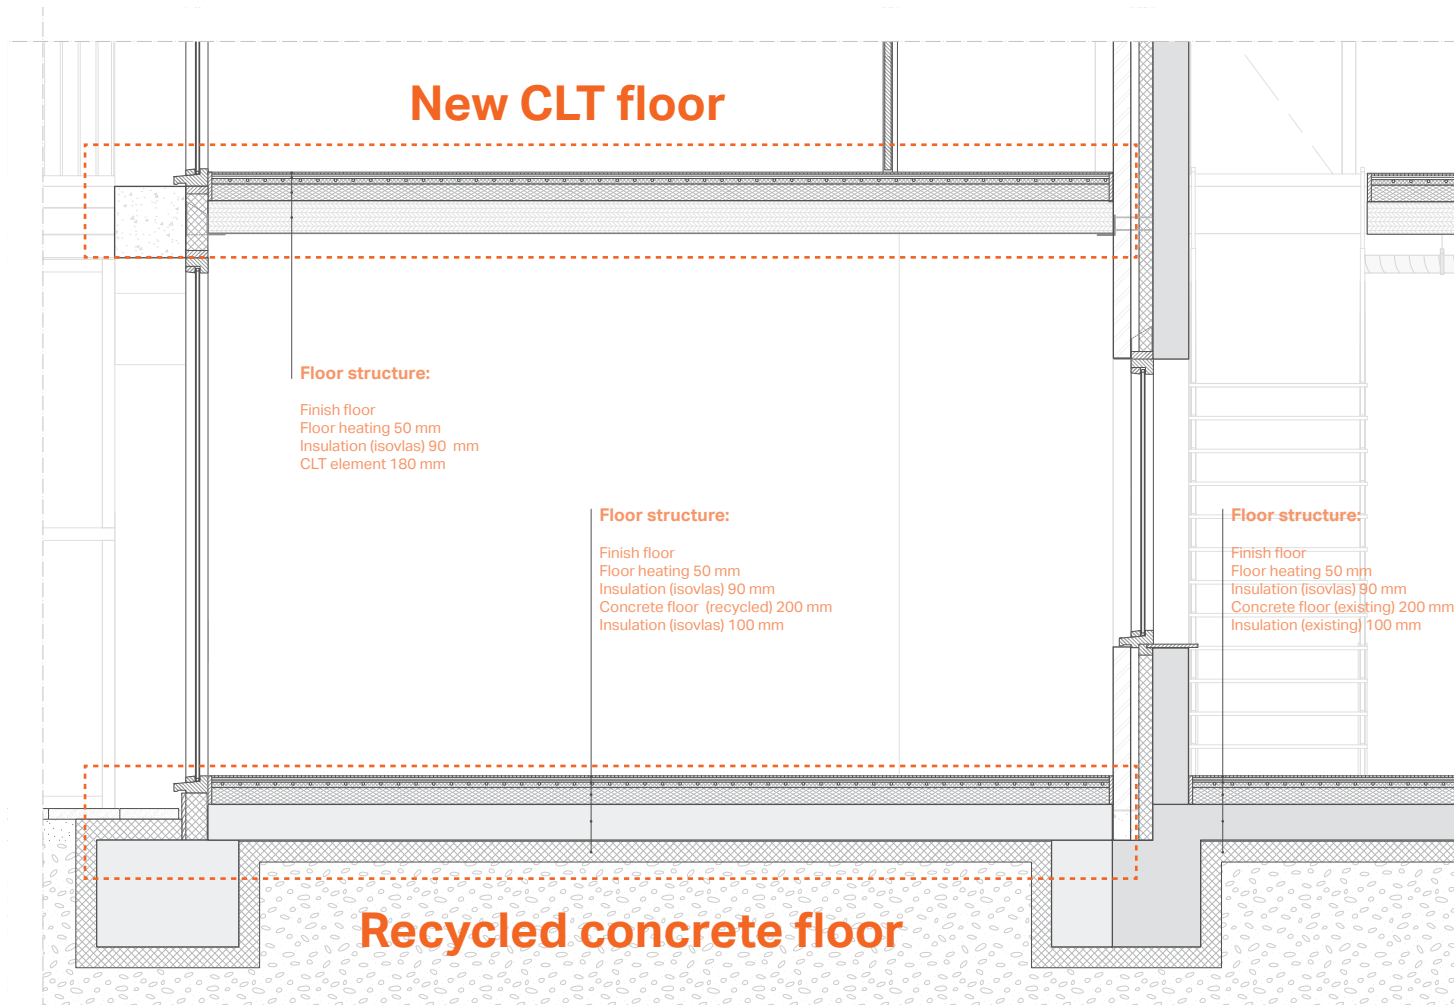 New CLT floor
Floor structure:
Finish floor
Floor heating 50 mm
Insulation (isovlas) 90  mm
CLT element 180 mm
Floor structure:
Finish floor
Floor heating 50 mm
Insulation (isovlas) 90 mm
Concrete floor  (recycled) 200 mm
Insulation (isovlas) 100 mm
Floor structure:
Finish floor
Floor heating 50 mm
Insulation (isovlas) 90 mm
Concrete floor (existing) 200 mm
Insulation (existing) 100 mm
Recycled concrete floor